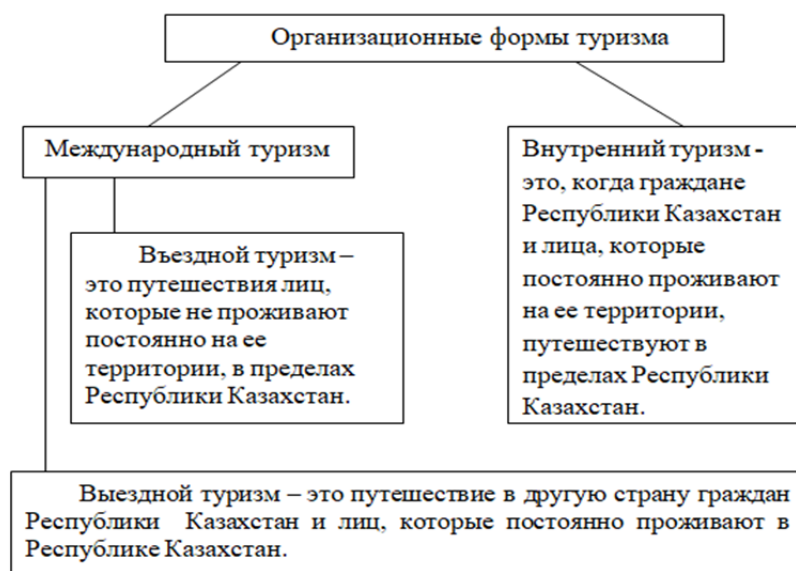 Организационные формы туризма
Международный туризм
Въездной туризм –
это путешествия лиц,
которые не проживают
постоянно на ее
территории, в пределах
Республики Казахстан.
Внутренний туризм -
это, когда граждане
Республики Казахстан
и лица, которые
постоянно проживают
на ее территории,
путешествуют в
пределах Республики
Казахстан.
Выездной туризм – это путешествие в другую страну граждан
Республики Казахстан и лиц, которые постоянно проживают в
Республике Казахстан.